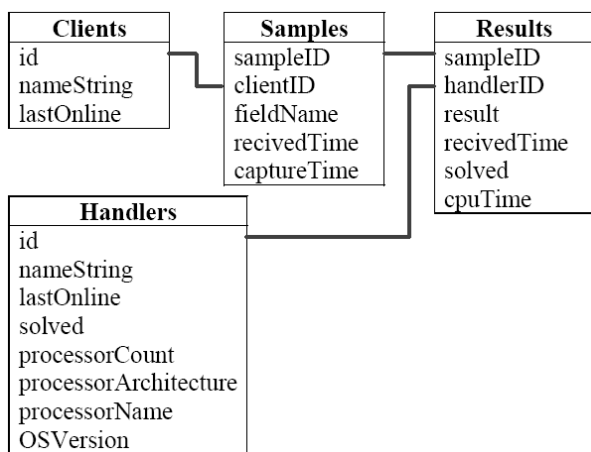 Clients
id
nameString
lastOnline
Samples
sampleID
clientID
fieldName
recivedTime
captureTime
Results
sampleID
handlerID
result
recivedTime
solved
cpuTime
Handlers
id
nameString
lastOnline
solved
processorCount
processorArchitecture
processorName
OSVersion